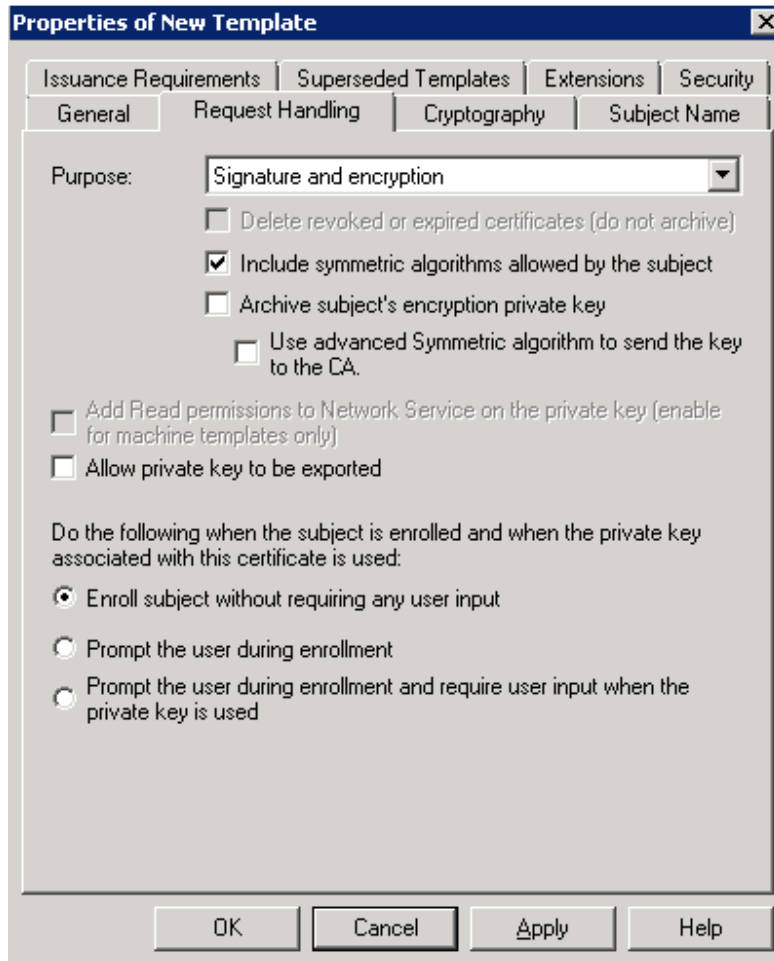 Properties of New Template
Issuance Requirements Superseded Templates Extensions Security
General Request Handling Cryptography Subject Name
Purpose: Signature and encryption
Delete revoked or expired certificates (do not archive)
Include symmetric algorithms allowed by the subject
Archive subject's encryption private key
Use advanced Symmetric algorithm to send the key
to the CA.
Add Read permissions to Network Service on the private key (enable
for machine templates only)
Allow private key to be exported
Do the following when the subject is enrolled and when the private key
associated with this certificate is used:
Enroll subject without requiring any user input
Prompt the user during enrollment
Prompt the user during enrollment and require user input when the
private key is used
OK Cancel Apply Help